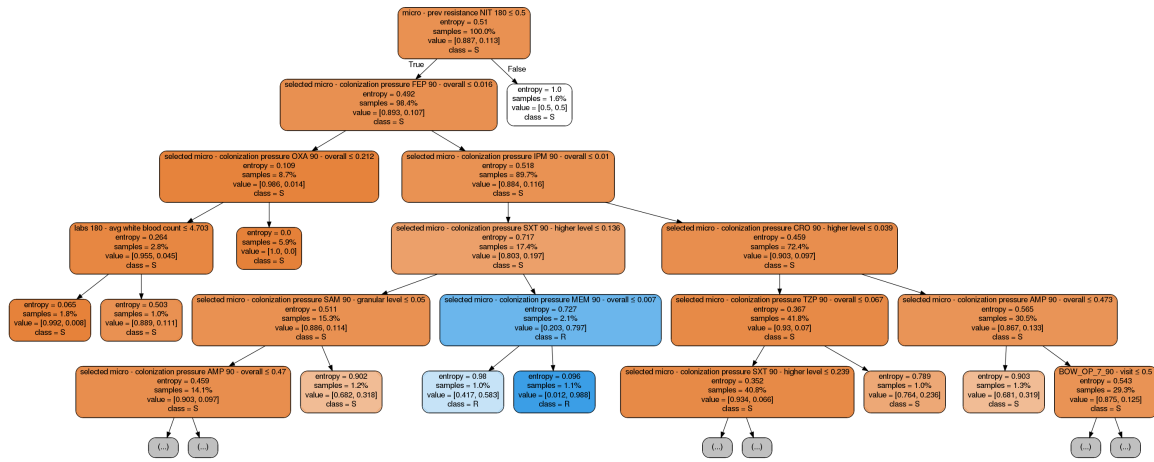 micro - prev resistance NIT 180 ≤ 0.5
entropy = 0.51
samples = 100.0%
value = [0.887, 0.113]
class = S
True
False
selected micro - colonization pressure FEP 90 - overall ≤ 0.016
entropy = 0.492
samples = 98.4%
value = [0.893, 0.107]
class = S
entropy = 1.0
samples = 1.6%
value = [0.5, 0.5]
class = S
selected micro - colonization pressure OXA 90 - overall ≤ 0.212
entropy = 0.109
samples = 8.7%
value = [0.986, 0.014]
class = S
selected micro - colonization pressure IPM 90 - overall ≤ 0.01
entropy = 0.518
samples = 89.7%
value = [0.884, 0.116]
class = S
labs 180 - avg white blood count ≤ 4.703
entropy = 0.264
samples = 2.8%
value = [0.955, 0.045]
class = S
entropy = 0.0
samples = 5.9%
value = [1.0, 0.0]
class = S
selected micro - colonization pressure SXT 90 - higher level ≤ 0.136
entropy = 0.717
samples = 17.4%
value = [0.803, 0.197]
class = S
selected micro - colonization pressure CRO 90 - higher level ≤ 0.039
entropy = 0.459
samples = 72.4%
value = [0.903, 0.097]
class = S
entropy = 0.065
samples = 1.8%
value = [0.992, 0.008]
class = S
entropy = 0.503
samples = 1.0%
value = [0.889, 0.111]
class = S
selected micro - colonization pressure SAM 90 - granular level ≤ 0.05
entropy = 0.511
samples = 15.3%
value = [0.886, 0.114]
class = S
selected micro - colonization pressure MEM 90 - overall ≤ 0.007
entropy = 0.727
samples = 2.1%
value = [0.203, 0.797]
class = R
selected micro - colonization pressure TZP 90 - overall ≤ 0.067
entropy = 0.367
samples = 41.8%
value = [0.93, 0.07]
class = S
selected micro - colonization pressure AMP 90 - overall ≤ 0.473
entropy = 0.565
samples = 30.5%
value = [0.867, 0.133]
class = S
selected micro - colonization pressure AMP 90 - overall ≤ 0.47
entropy = 0.459
samples = 14.1%
value = [0.903, 0.097]
class = S
entropy = 0.902
samples = 1.2%
value = [0.682, 0.318]
class = S
entropy = 0.98
samples = 1.0%
value = [0.417, 0.583]
class = R
entropy = 0.096
samples = 1.1%
value = [0.012, 0.988]
class = R
selected micro - colonization pressure SXT 90 - higher level ≤ 0.239
entropy = 0.352
samples = 40.8%
value = [0.934, 0.066]
class = S
entropy = 0.789
samples = 1.0%
value = [0.764, 0.236]
class = S
entropy = 0.903
samples = 1.3%
value = [0.681, 0.319]
class = S
BOW_OP_7_90 - visit ≤ 0.5
entropy = 0.543
samples = 29.3%
value = [0.875, 0.125]
class = S
(...)
(...)
(...)
(...)
(...)
(...)